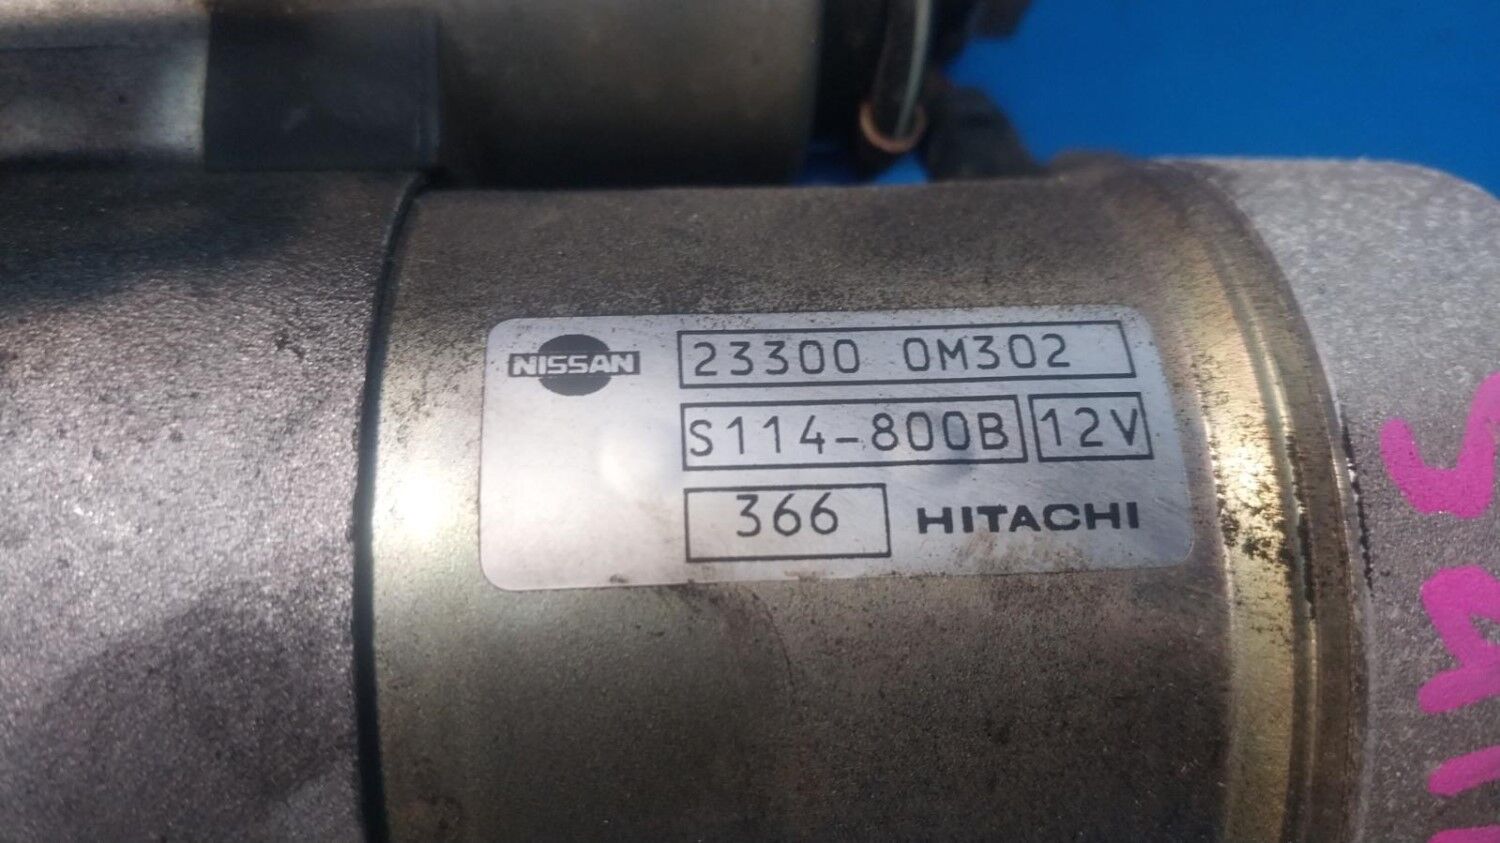 NISSAN
23300 0M302
S114-800B 12V
366 HITACHI